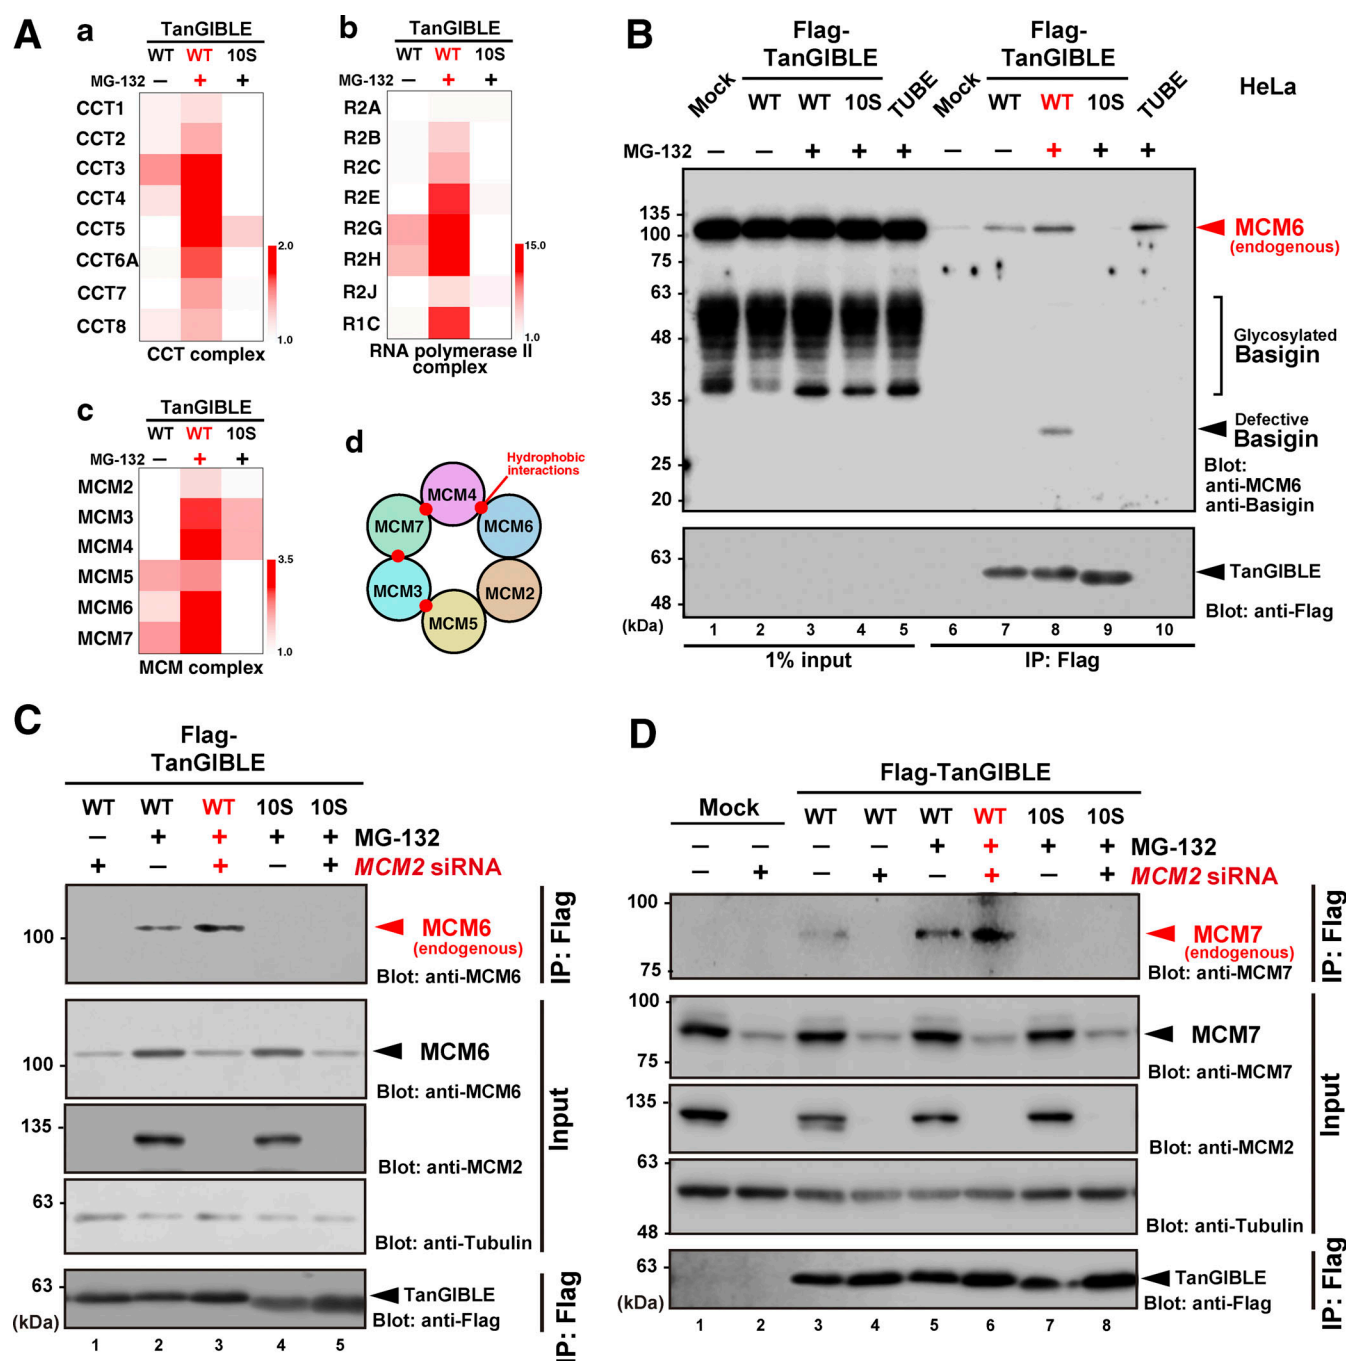 A
a
TanGIBLE
WT WT 10S
MG-132 – + +
CCT1
CCT2
CCT3
CCT4
CCT5
CCT6A
CCT7
CCT8
2.0
1.0
CCT complex
b
TanGIBLE
WT WT 10S
MG-132 – + +
R2A
R2B
R2C
R2E
R2G
R2H
R2J
R1C
15.0
1.0
RNA polymerase II
complex
c
TanGIBLE
WT WT 10S
MG-132 – + +
MCM2
MCM3
MCM4
MCM5
MCM6
MCM7
3.5
1.0
MCM complex
d
Hydrophobic
interactions
MCM4
MCM7 MCM6
MCM3 MCM2
MCM5
B
Flag-
TanGIBLE
Flag-
TanGIBLE
HeLa
Mock WT WT 10S TUBE Mock WT WT 10S TUBE
MG-132 – – + + + – – + + +
135
100
75
63
48
35
25
20
MCM6
(endogenous)
Glycosylated
Basigin
Defective
Basigin
Blot:
anti-MCM6
anti-Basigin
63
48
(kDa)
TanGIBLE
Blot: anti-Flag
1 2 3 4 5 6 7 8 9 10
1% input IP: Flag
C
Flag-
TanGIBLE
WT WT WT 10S 10S
– + + + + MG-132
+ – + – + MCM2 siRNA
100
MCM6
(endogenous)
Blot: anti-MCM6
IP: Flag
100
MCM6
Blot: anti-MCM6
135
Blot: anti-MCM2
63
Blot: anti-Tubulin
Input
63
(kDa)
TanGIBLE
Blot: anti-Flag
IP: Flag
1 2 3 4 5
D
Flag-TanGIBLE
Mock WT WT WT WT 10S 10S
– – – – + + + + MG-132
– + – + – + – + MCM2 siRNA
100
75
MCM7
(endogenous)
Blot: anti-MCM7
IP: Flag
100
75
MCM7
Blot: anti-MCM7
135
Blot: anti-MCM2
63
48
Blot: anti-Tubulin
Input
63
(kDa)
TanGIBLE
Blot: anti-Flag
IP: Flag
1 2 3 4 5 6 7 8